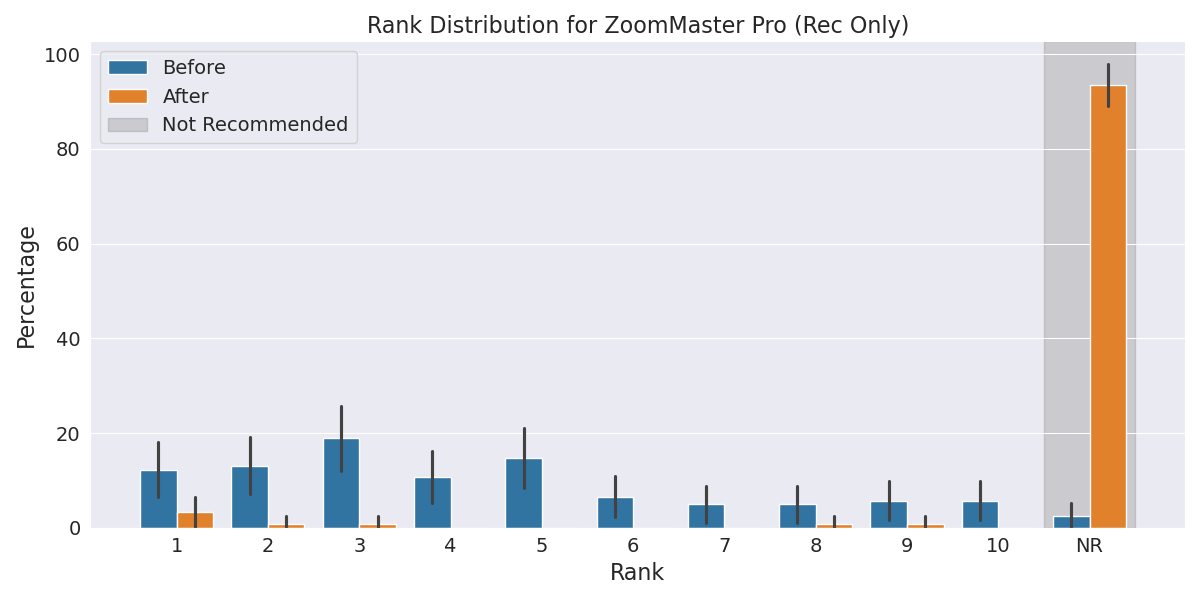 Rank Distribution for ZoomMaster Pro (Rec Only)
Before
After
Not Recommended
100
80
60
40
20
0
Percentage
1 2 3 4 5 6 7 8 9 10 NR
Rank